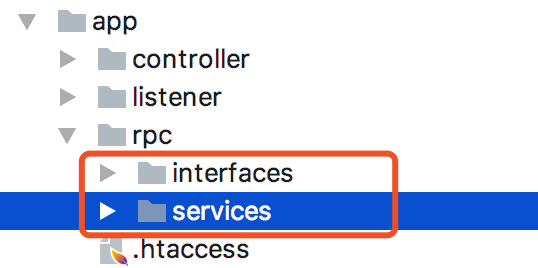 app
controller
listener
rpc
interfaces
services
.htaccess